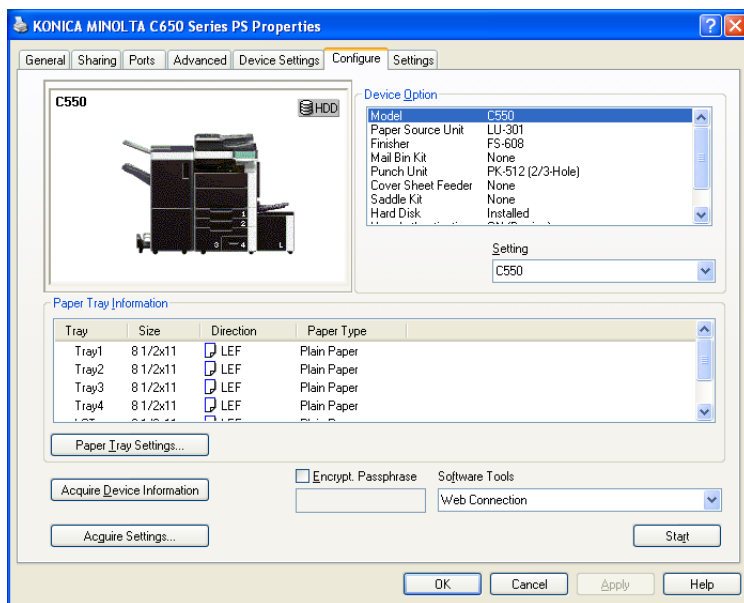 KONICA MINOLTA C650 Series PS Properties
General Sharing Ports Advanced Device Settings Configure Settings
C550
HDD
1
2
3 4 L
Device Option
Model C550
Paper Source Unit LU-301
Finisher FS-608
Mail Bin Kit None
Punch Unit PK-512 (2/3-Hole)
Cover Sheet Feeder None
Saddle Kit None
Hard Disk Installed
Setting
C550
Paper Tray Information
Tray Size Direction Paper Type
Tray1 8 1/2x11 LEF Plain Paper
Tray2 8 1/2x11 LEF Plain Paper
Tray3 8 1/2x11 LEF Plain Paper
Tray4 8 1/2x11 LEF Plain Paper
Paper Tray Settings...
Acquire Device Information
Encrypt. Passphrase
Software Tools
Web Connection
Acquire Settings...
Start
OK Cancel Apply Help